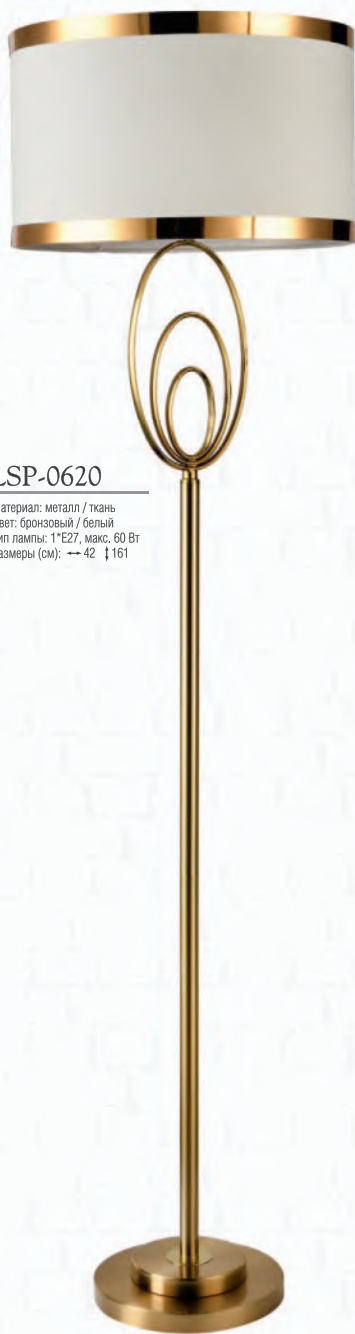 LSP-0620
атериал: металл / ткань
вет: бронзовый / белый
ип лампы: 1*E27, макс. 60 Вт
азмеры (см): ↔ 42 ↕ 161